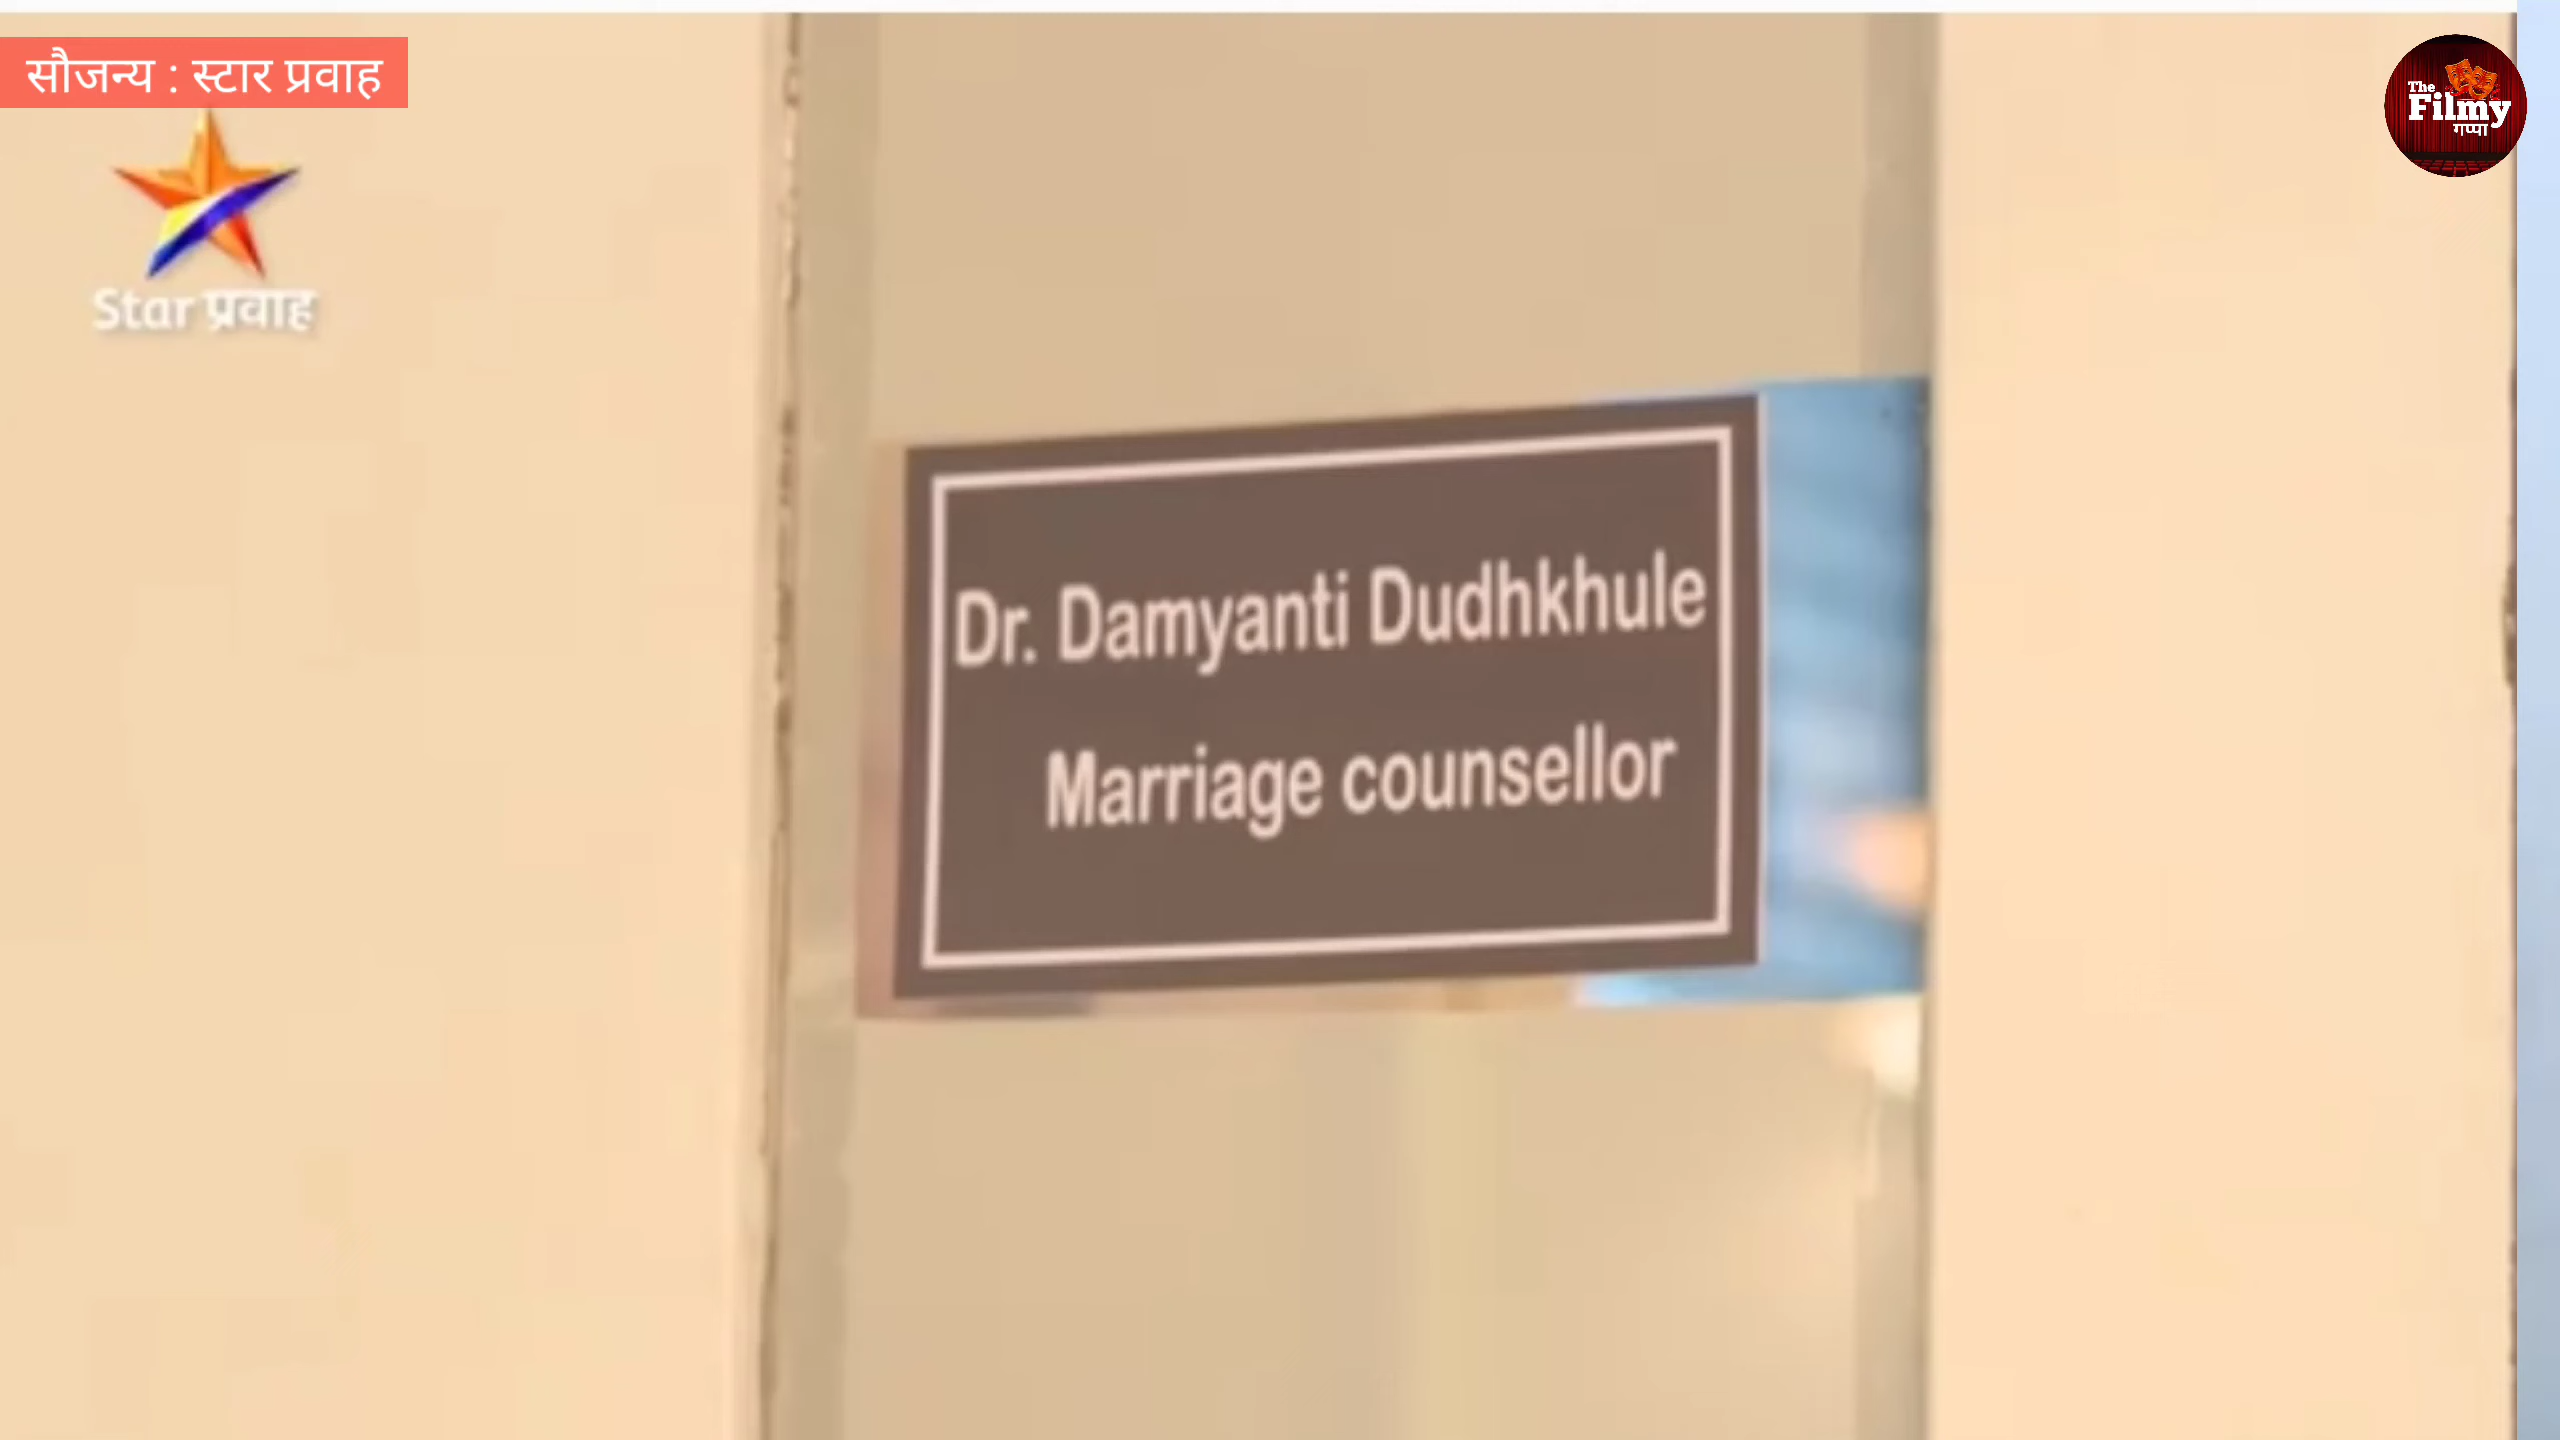 सौजन्य : स्टार प्रवाह
The
Filmy
गप्पा
Star प्रवाह
Dr. Damyanti Dudhkhule
Marriage counsellor